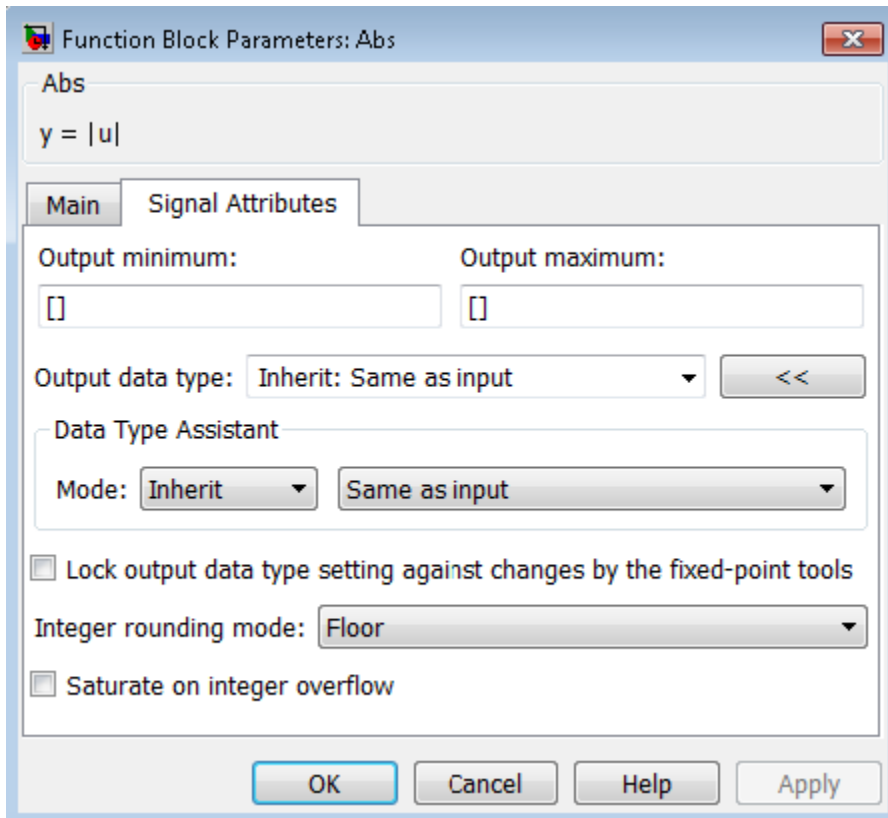 Function Block Parameters: Abs
Abs
y = |u|
Main Signal Attributes
Output minimum: Output maximum:
[] []
Output data type: Inherit: Same as input <<
Data Type Assistant
Mode: Inherit Same as input
Lock output data type setting against changes by the fixed-point tools
Integer rounding mode: Floor
Saturate on integer overflow
OK Cancel Help Apply